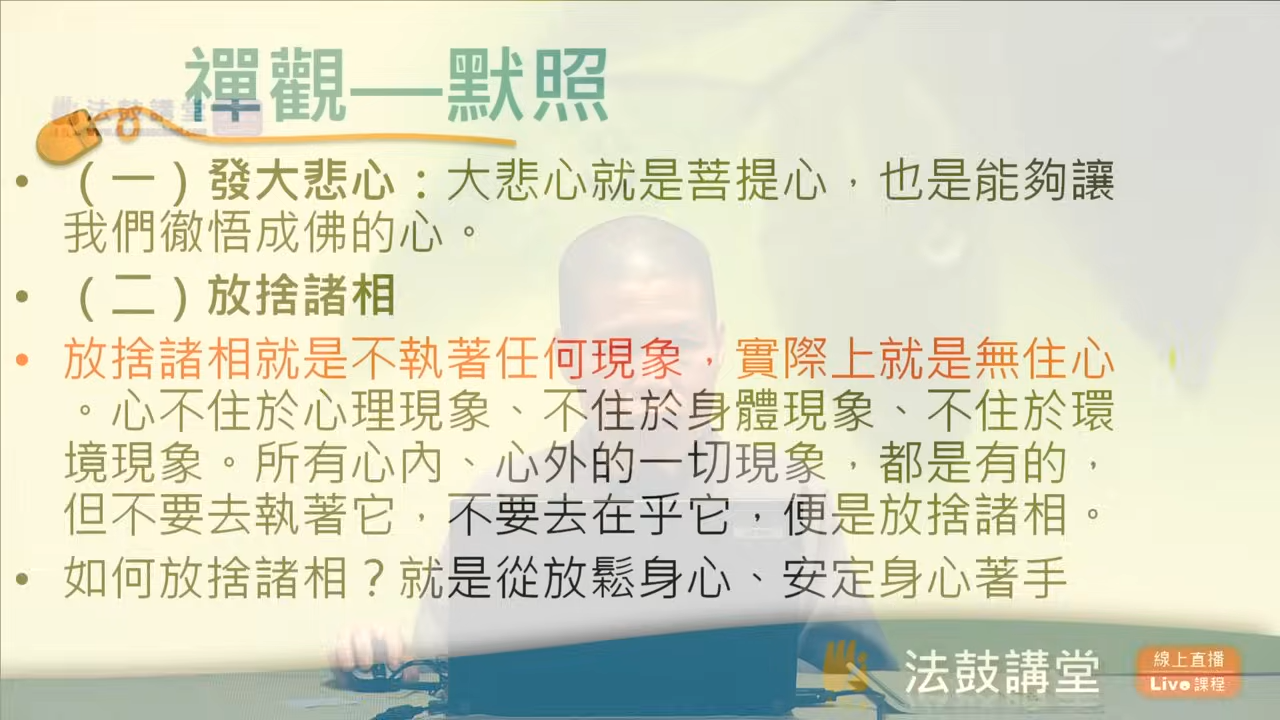 禪觀—默照
法鼓講堂
• （一）發大悲心：大悲心就是菩提心，也是能夠讓
我們徹悟成佛的心。
• （二）放捨諸相
• 放捨諸相就是不執著任何現象，實際上就是無住心
。心不住於心理現象、不住於身體現象、不住於環
境現象。所有心內、心外的一切現象，都是有的，
但不要去執著它，不要去在乎它，便是放捨諸相。
• 如何放捨諸相？就是從放鬆身心、安定身心著手
法鼓講堂
線上直播
Live課程